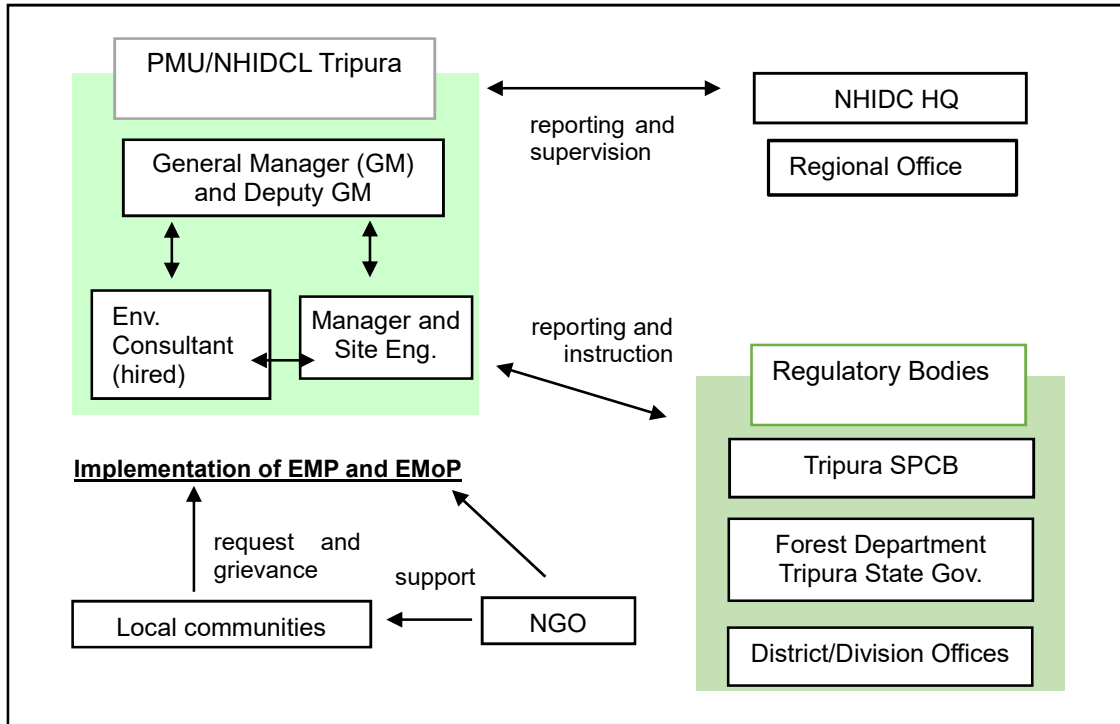 PMU/NHIDCL Tripura
General Manager (GM)
and Deputy GM
Env.
Consultant
(hired)
Manager and
Site Eng.
reporting and
supervision
NHIDC HQ
Regional Office
reporting and
instruction
Regulatory Bodies
Tripura SPCB
Forest Department
Tripura State Gov.
District/Division Offices
Implementation of EMP and EMoP
request and
grievance
support
Local communities
NGO